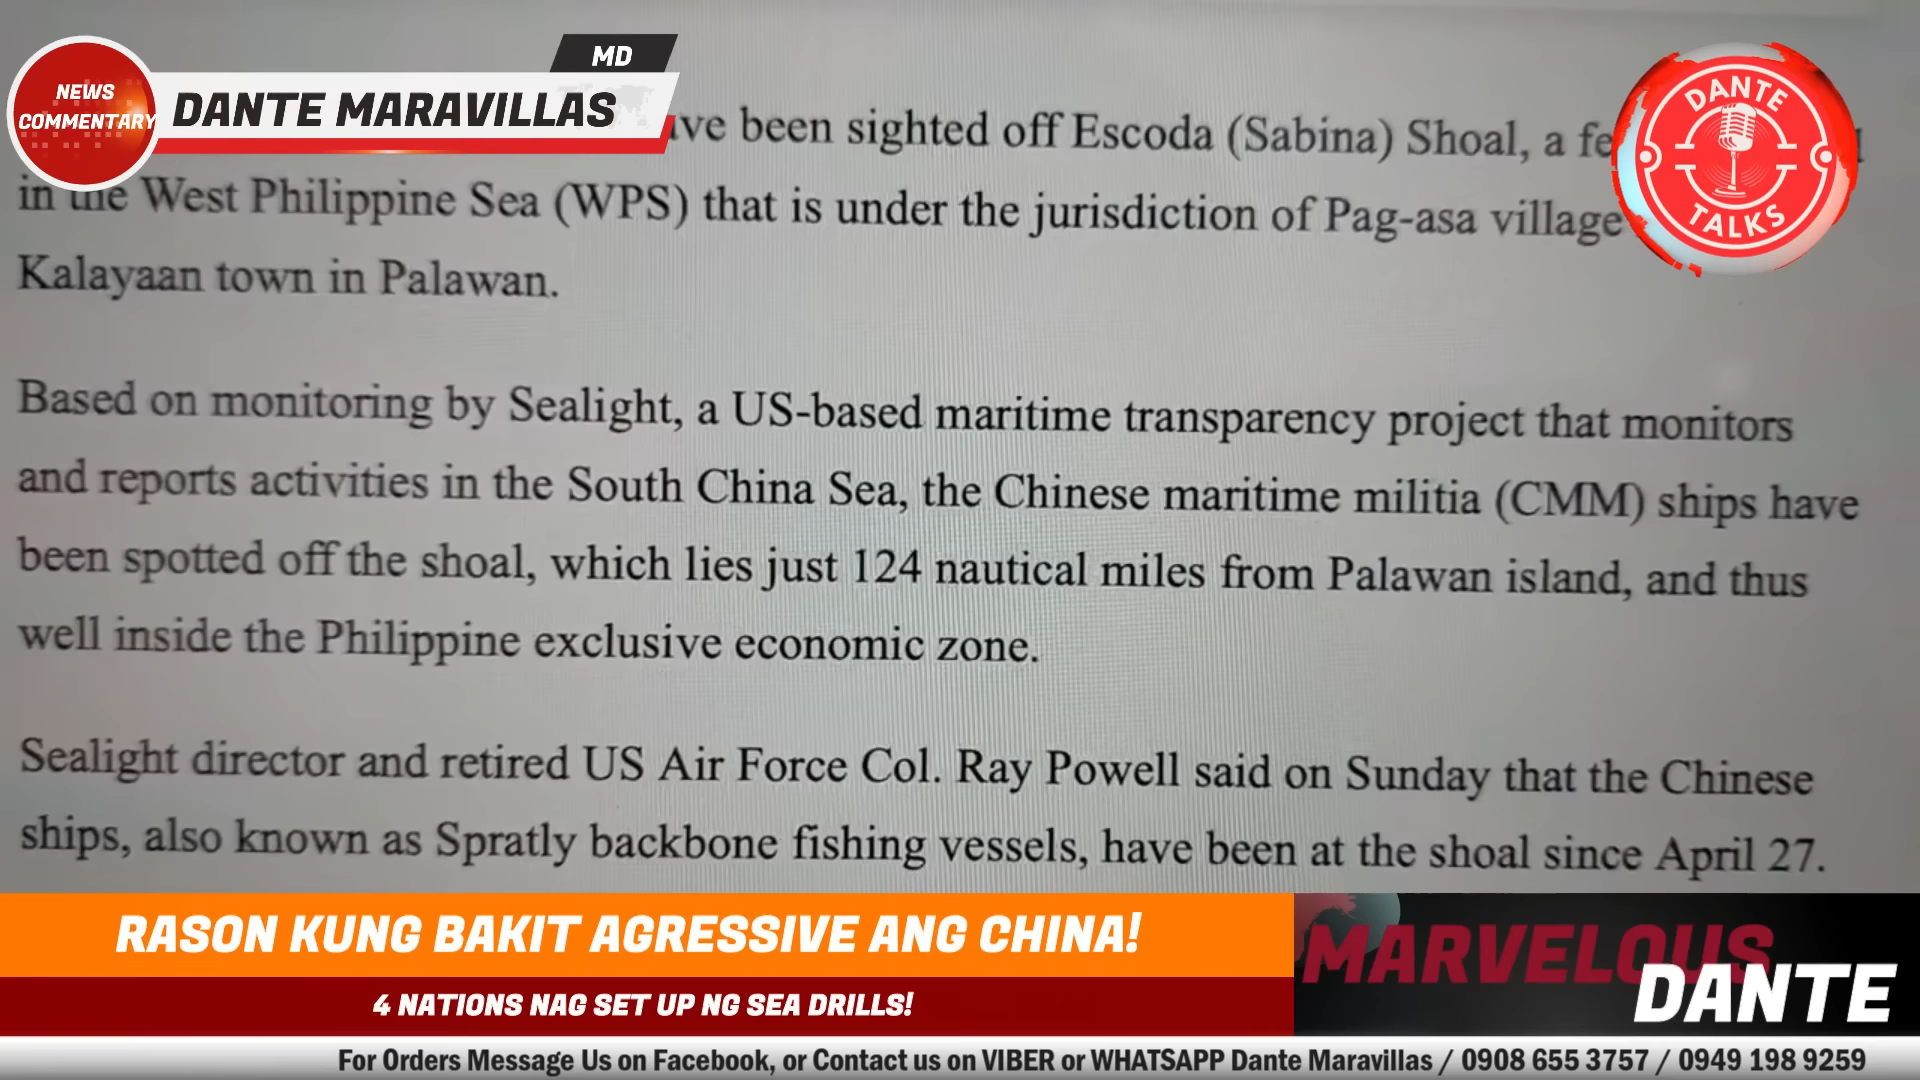 MD
NEWS
COMMENTARY
DANTE MARAVILLAS
DANTE
TALKS
ve been sighted off Escoda (Sabina) Shoal, a fe
in the West Philippine Sea (WPS) that is under the jurisdiction of Pag-asa village
Kalayaan town in Palawan.
Based on monitoring by Sealight, a US-based maritime transparency project that monitors
and reports activities in the South China Sea, the Chinese maritime militia (CMM) ships have
been spotted off the shoal, which lies just 124 nautical miles from Palawan island, and thus
well inside the Philippine exclusive economic zone.
Sealight director and retired US Air Force Col. Ray Powell said on Sunday that the Chinese
ships, also known as Spratly backbone fishing vessels, have been at the shoal since April 27.
RASON KUNG BAKIT AGRESSIVE ANG CHINA!
4 NATIONS NAG SET UP NG SEA DRILLS!
MARVELOUS
DANTE
For Orders Message Us on Facebook, or Contact us on VIBER or WHATSAPP Dante Maravillas / 0908 655 3757 / 0949 198 9259